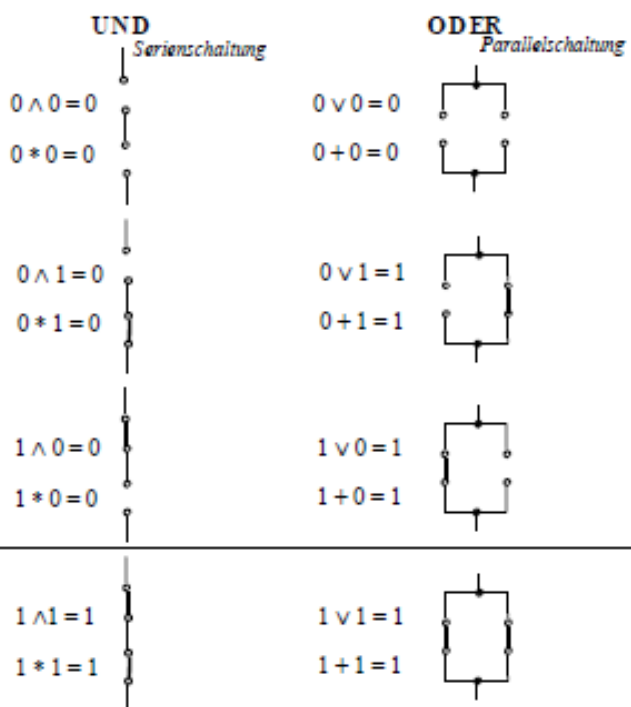 UND
Serienschaltung
0 ∧ 0 = 0
0 * 0 = 0
0 ∧ 1 = 0
0 * 1 = 0
1 ∧ 0 = 0
1 * 0 = 0
1 ∧1 = 1
1 * 1 = 1
ODER
Parallelschaltung
0 ∨ 0 = 0
0 + 0 = 0
0 ∨ 1 = 1
0 + 1 = 1
1 ∨ 0 = 1
1 + 0 = 1
1 ∨ 1 = 1
1 + 1 = 1